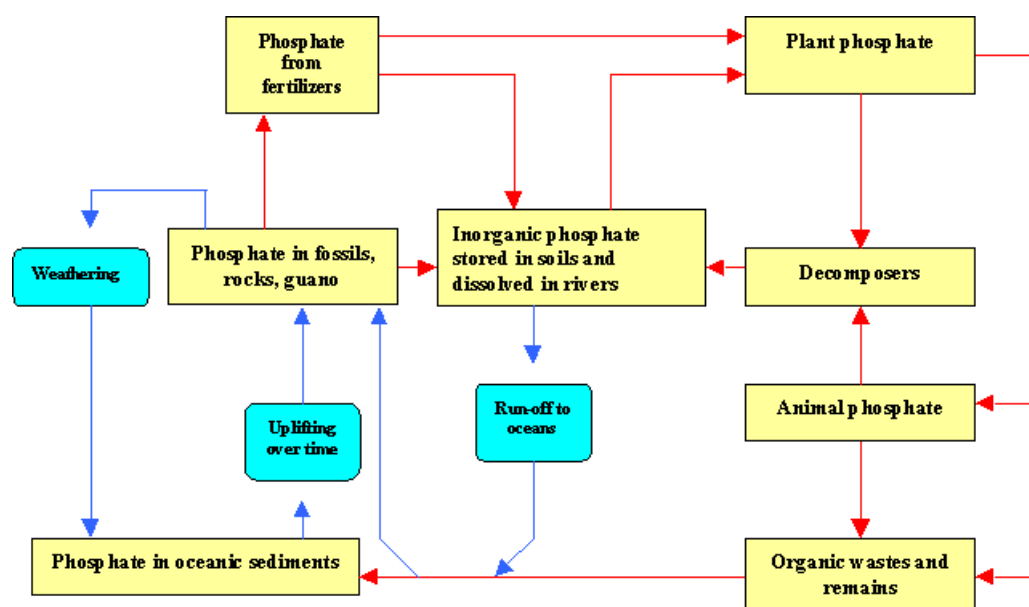 Phosphate
from
fertilizers
Plant phosphate
Inorganic phosphate
stored in soils and
dissolved in rivers
Phosphate in fossils,
rocks, guano
Weathering
Decomposers
Run-off to
oceans
Animal phosphate
Uplifting
over time
Phosphate in oceanic sediments
Organic wastes and
remains